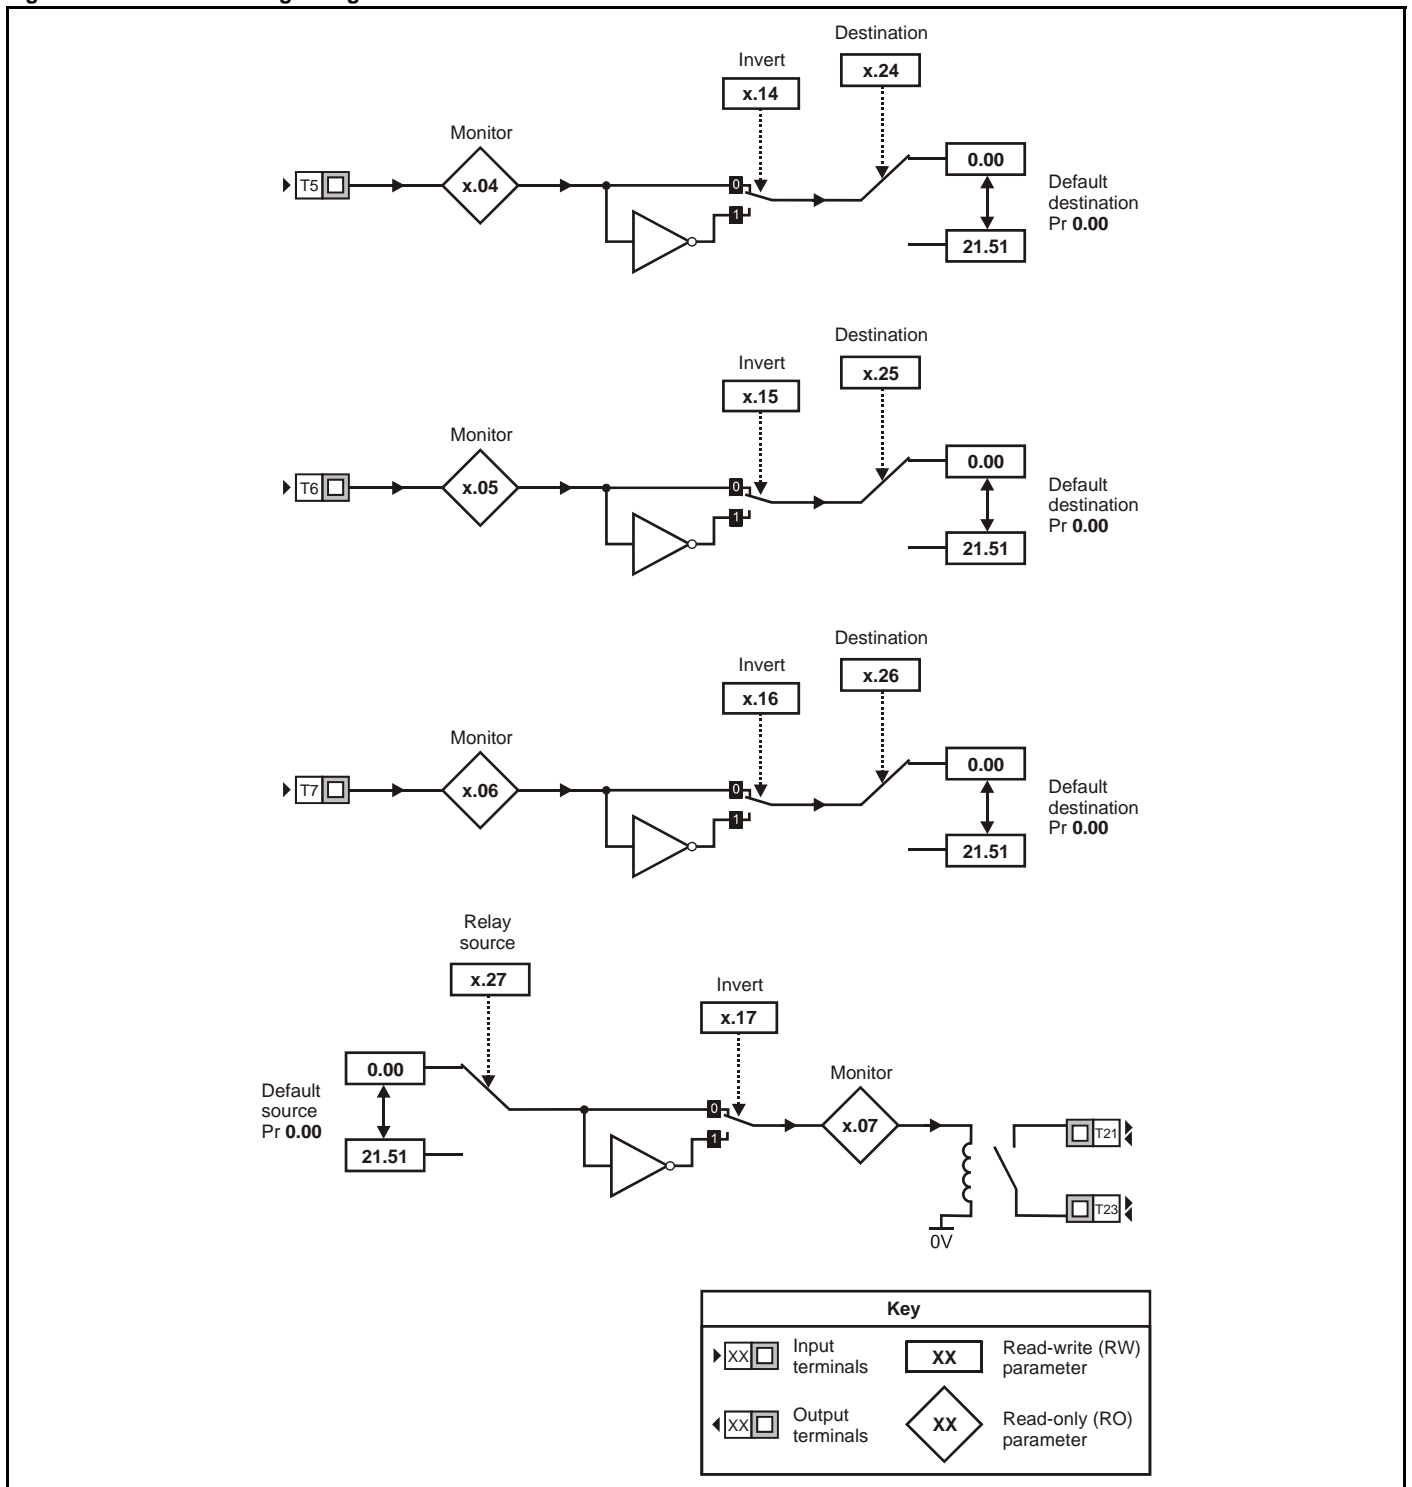 Destination
x.24
Invert
x.14
Monitor
T5
x.04
0
1
0.00
21.51
Default
destination
Pr 0.00
Destination
x.25
Invert
x.15
Monitor
T6
x.05
0
1
0.00
21.51
Default
destination
Pr 0.00
Destination
x.26
Invert
x.16
Monitor
T7
x.06
0
1
0.00
21.51
Default
destination
Pr 0.00
Relay
source
x.27
Invert
x.17
Default
source
Pr 0.00
0.00
21.51
0
1
Monitor
x.07
0V
T21
T23
Key
XX
Input
terminals
XX
Read-write (RW)
parameter
XX
Output
terminals
XX
Read-only (RO)
parameter